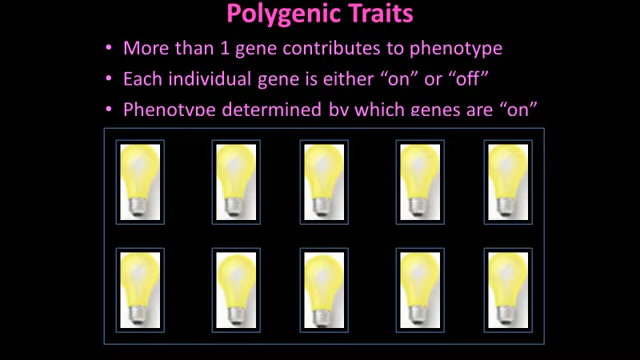 Polygenic Traits
• More than 1 gene contributes to phenotype
• Each individual gene is either “on” or “off”
• Phenotype determined by which genes are “on”